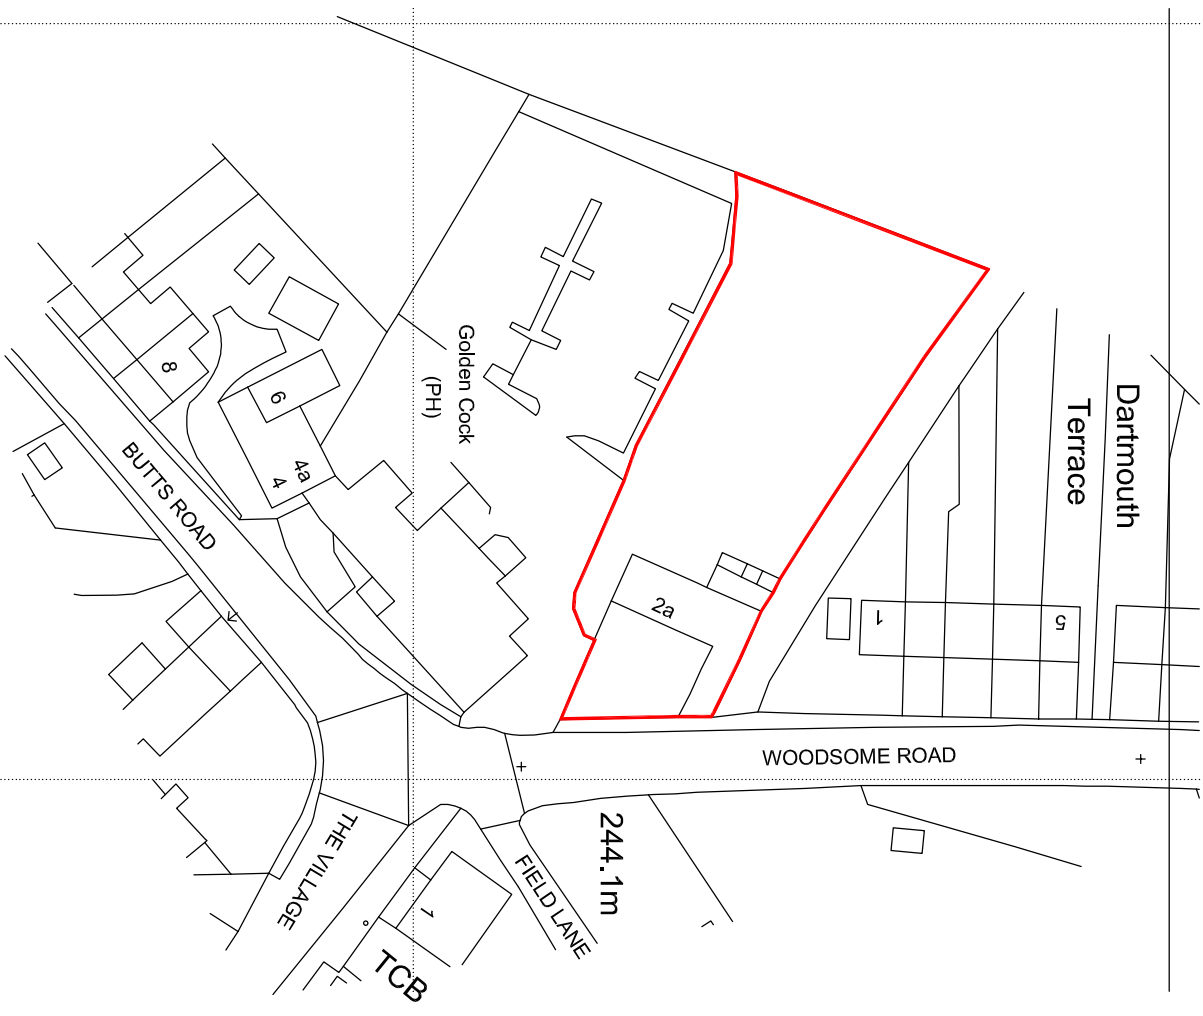 Dartmouth
Terrace
Golden Cock
(PH)
8
6
4a
4
BUTTS ROAD
2a
1
5
WOODSOME ROAD
244.1m
THE VILLAGE
FIELD LANE
1
TCB